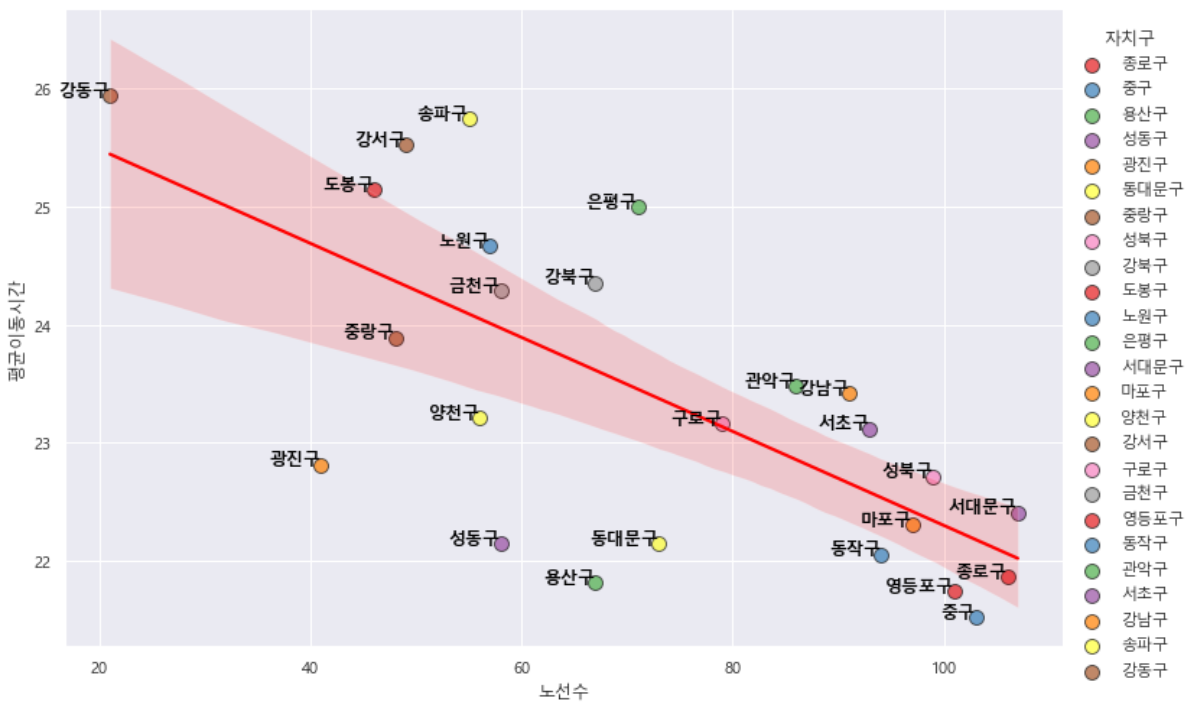 26
25
24
23
22
평균이동시간
강동구
송파구
강서구
도봉구
은평구
노원구
강북구
금천구
중랑구
관악구
강남구
양천구
구로구
서초구
광진구
성북구
서대문구
마포구
성동구
동대문구
동작구
용산구
종로구
영등포구
중구
20 40 60 80 100
노선수
자치구
종로구
중구
용산구
성동구
광진구
동대문구
중랑구
성북구
강북구
도봉구
노원구
은평구
서대문구
마포구
양천구
강서구
구로구
금천구
영등포구
동작구
관악구
서초구
강남구
송파구
강동구